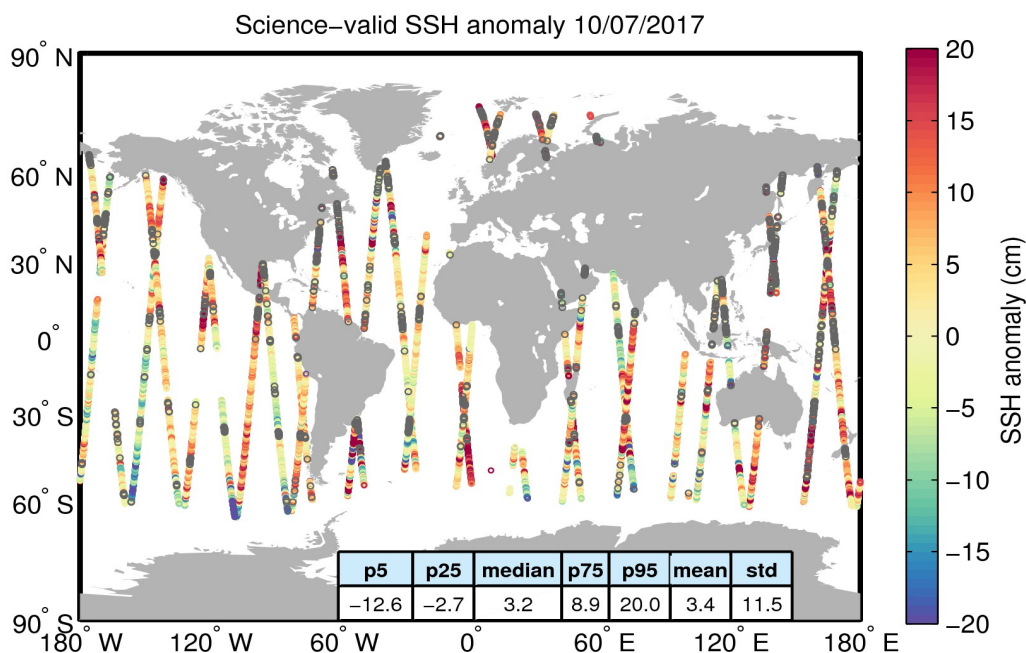 Science−valid SSH anomaly 10/07/2017
90° N
60° N
30° N
0°
30° S
60° S
90° S
180° W
120° W
60° W
0°
60° E
120° E
180° E
p5 p25 median p75 p95 mean std
−12.6 −2.7 3.2 8.9 20.0 3.4 11.5
20
15
10
5
0
−5
−10
−15
−20
SSH anomaly (cm)